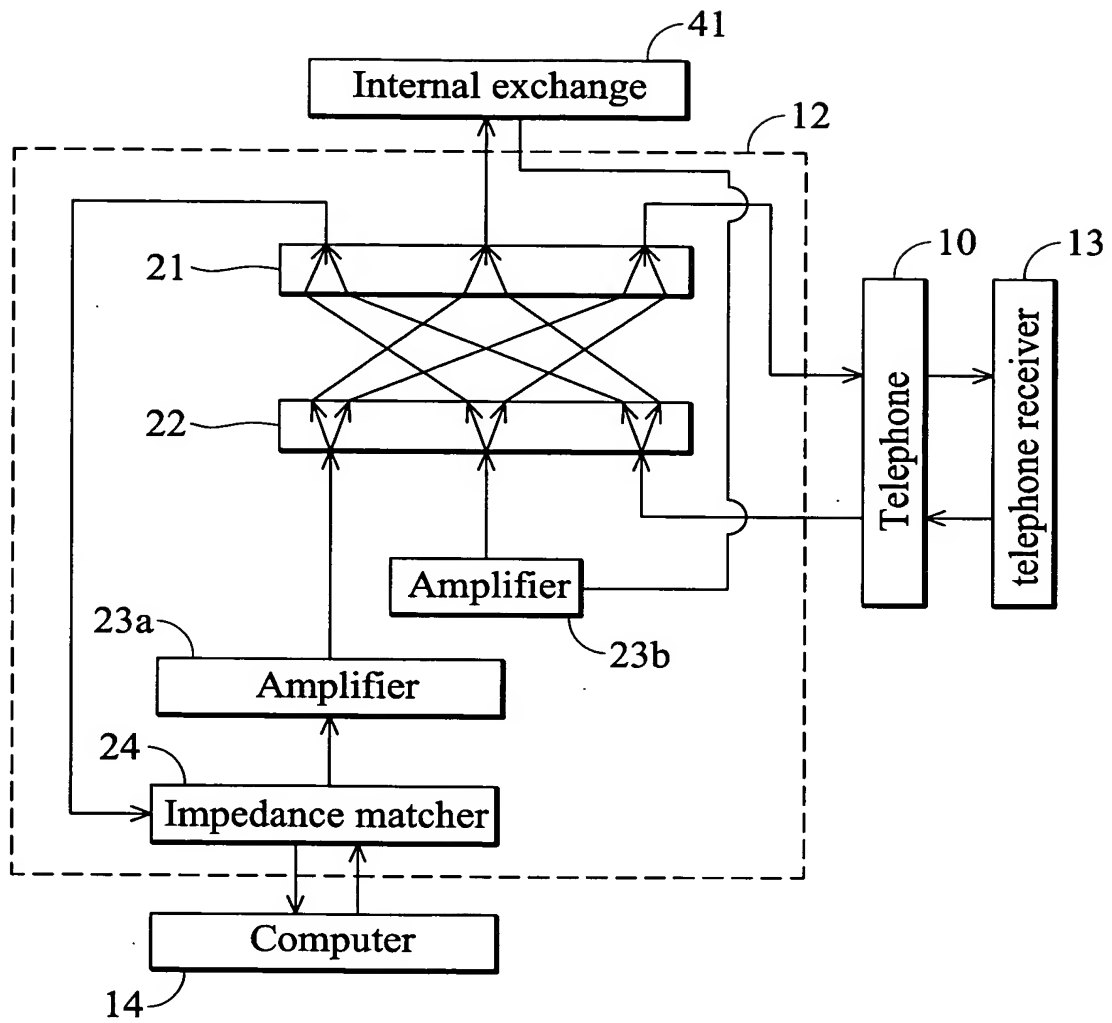 41
Internal exchange
12
21
10
13
22
Telephone
telephone receiver
Amplifier
23b
23a
Amplifier
24
Impedance matcher
Computer
14